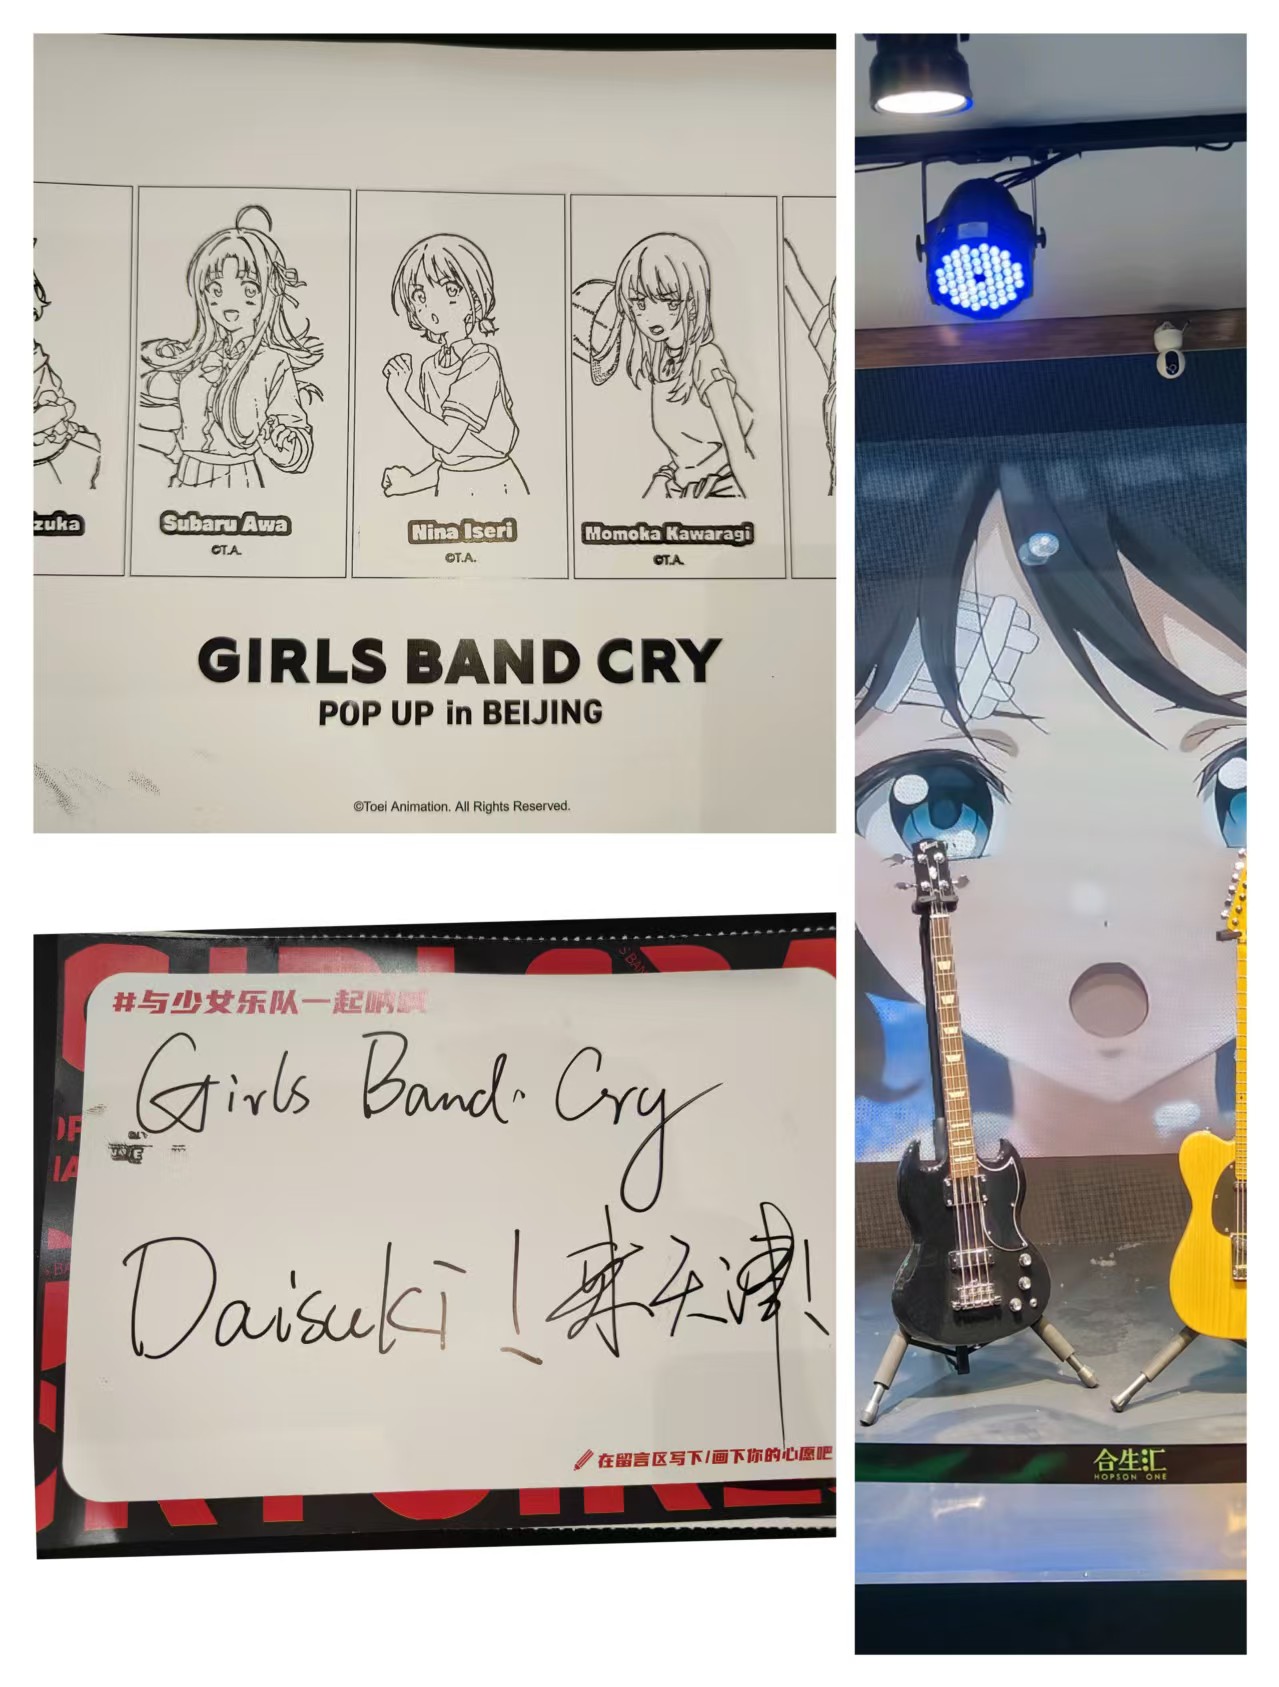 zuka
Subaru Awa
©T.A.
Nina Iseri
©T.A.
Momoka Kawaragi
©T.A.
GIRLS BAND CRY
POP UP in BEIJING
©Toei Animation. All Rights Reserved.
#与少女乐队一起呐喊
Girls Band Cry
Daisuki! 来天津!
在留言区写下/画下你的心愿吧
Gibson
合生汇
HOPSON ONE